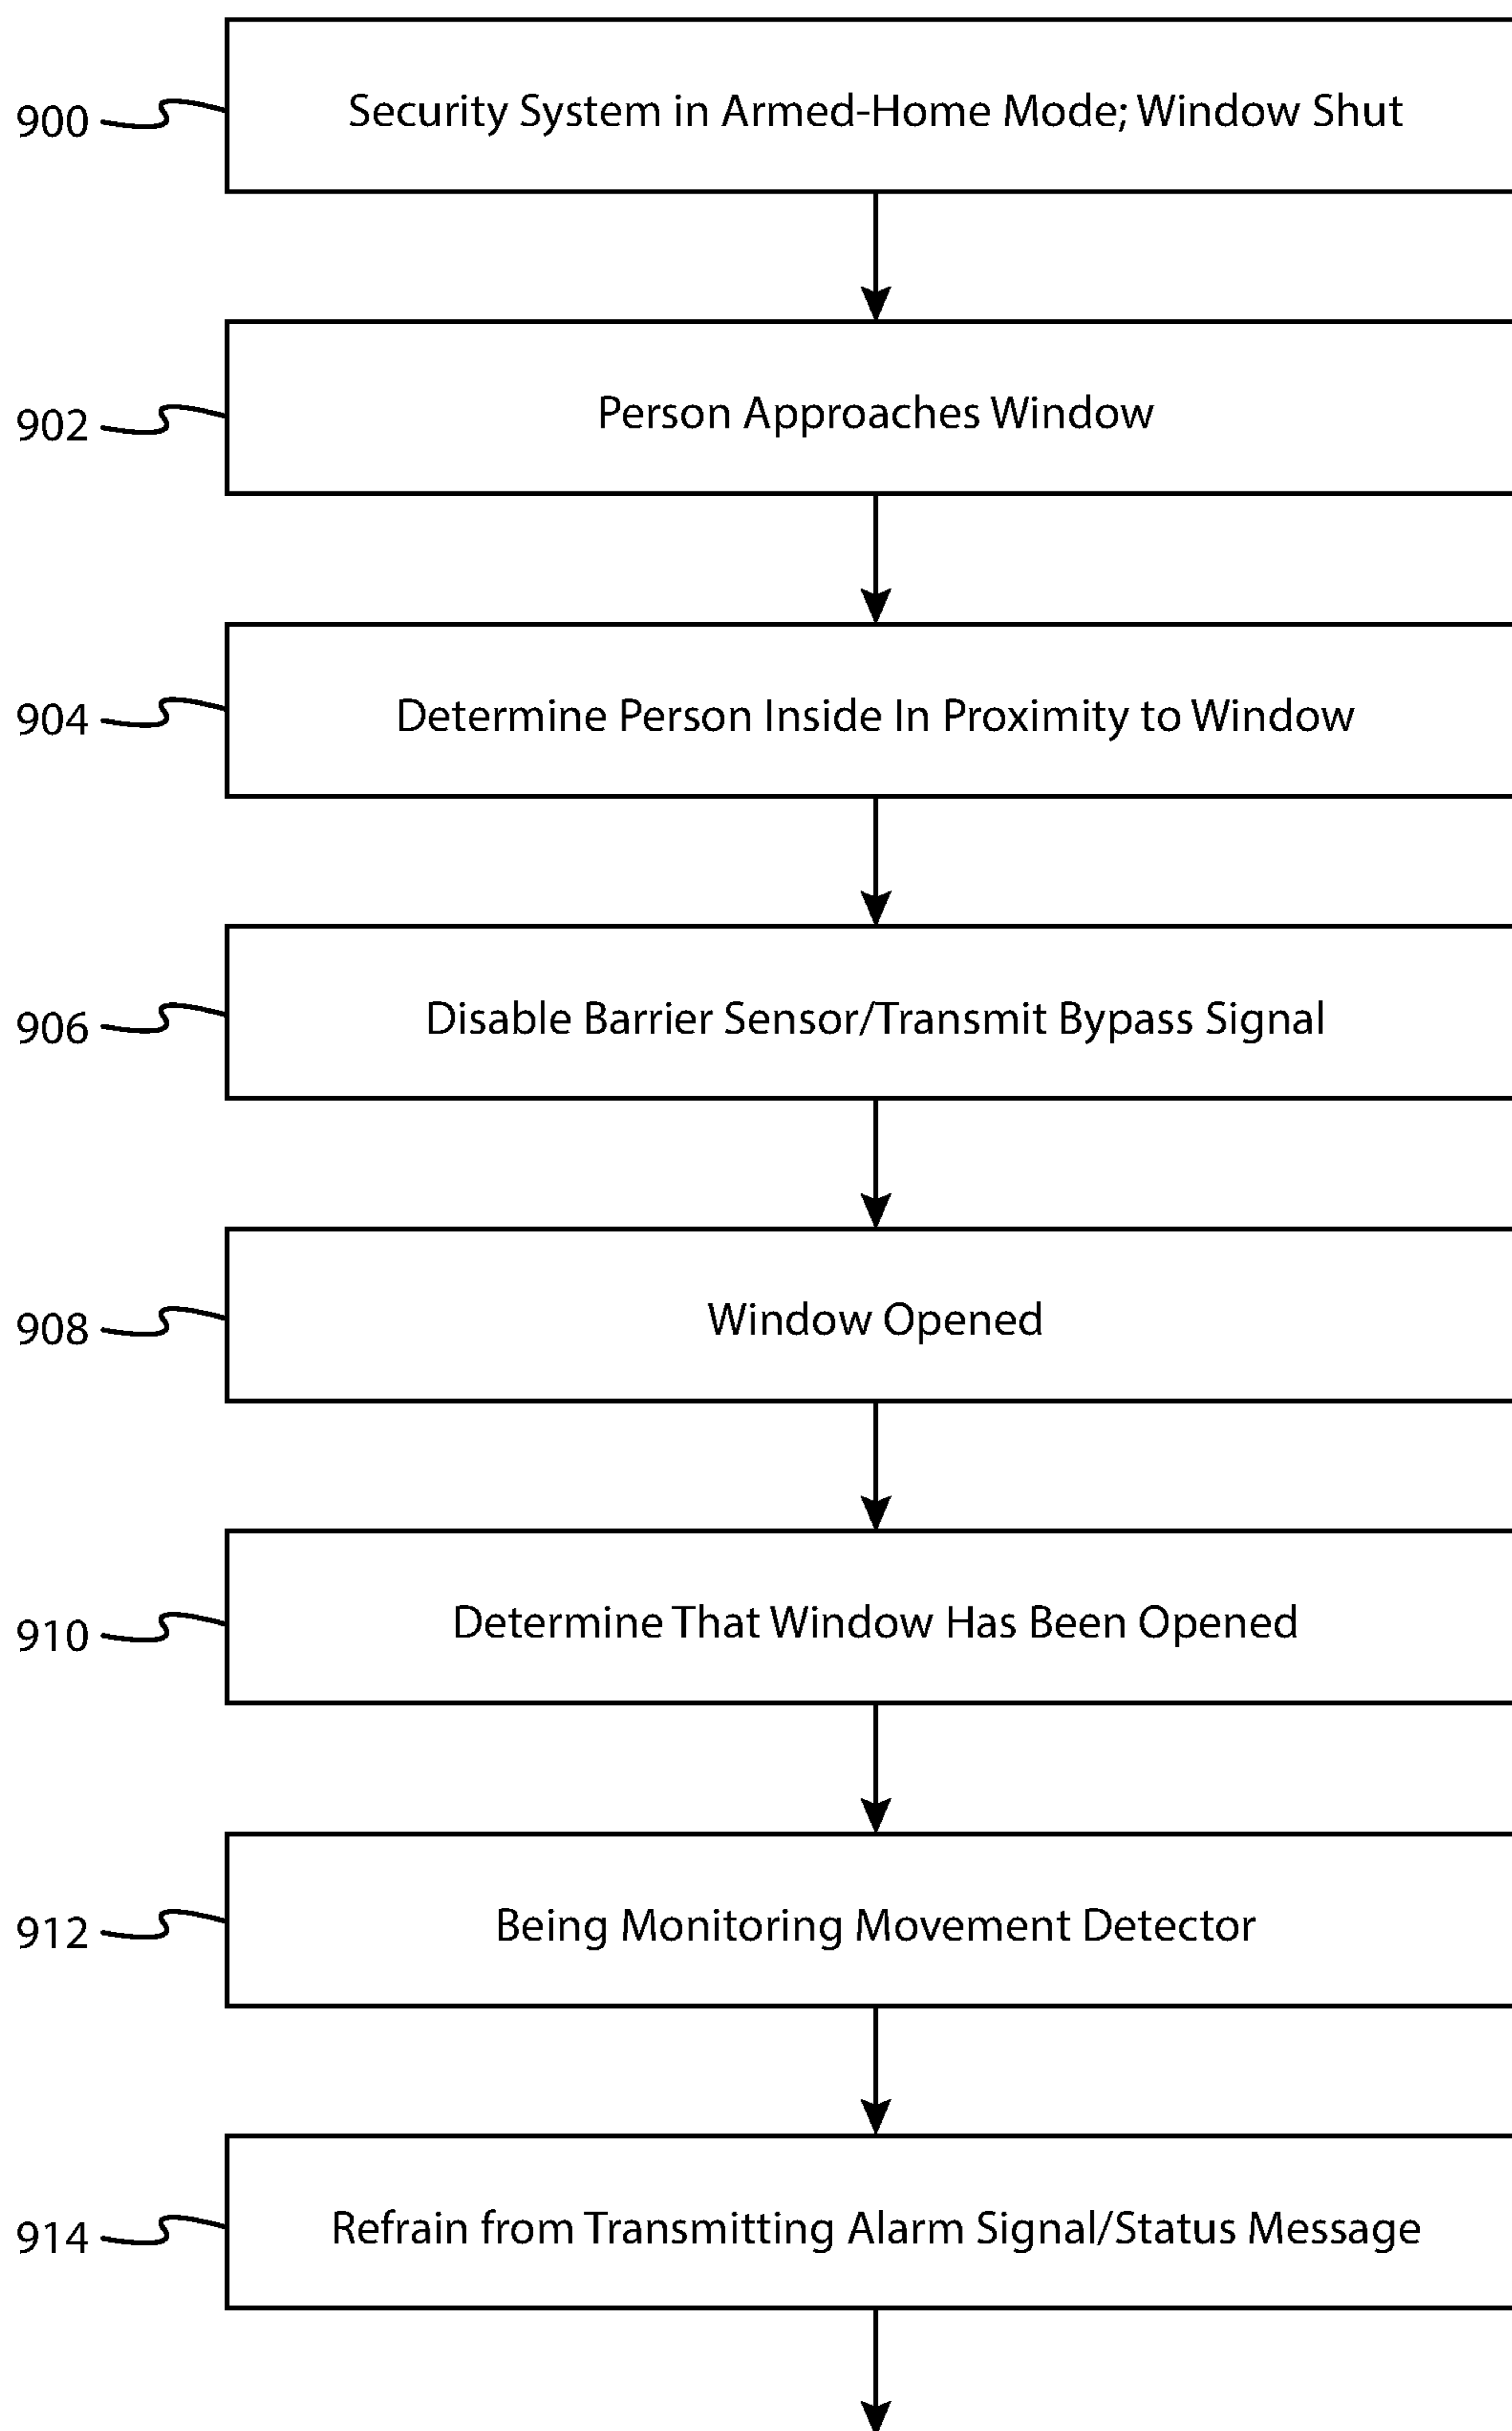 900
Security System in Armed-Home Mode; Window Shut
902
Person Approaches Window
904
Determine Person Inside In Proximity to Window
906
Disable Barrier Sensor/Transmit Bypass Signal
908
Window Opened
910
Determine That Window Has Been Opened
912
Being Monitoring Movement Detector
914
Refrain from Transmitting Alarm Signal/Status Message